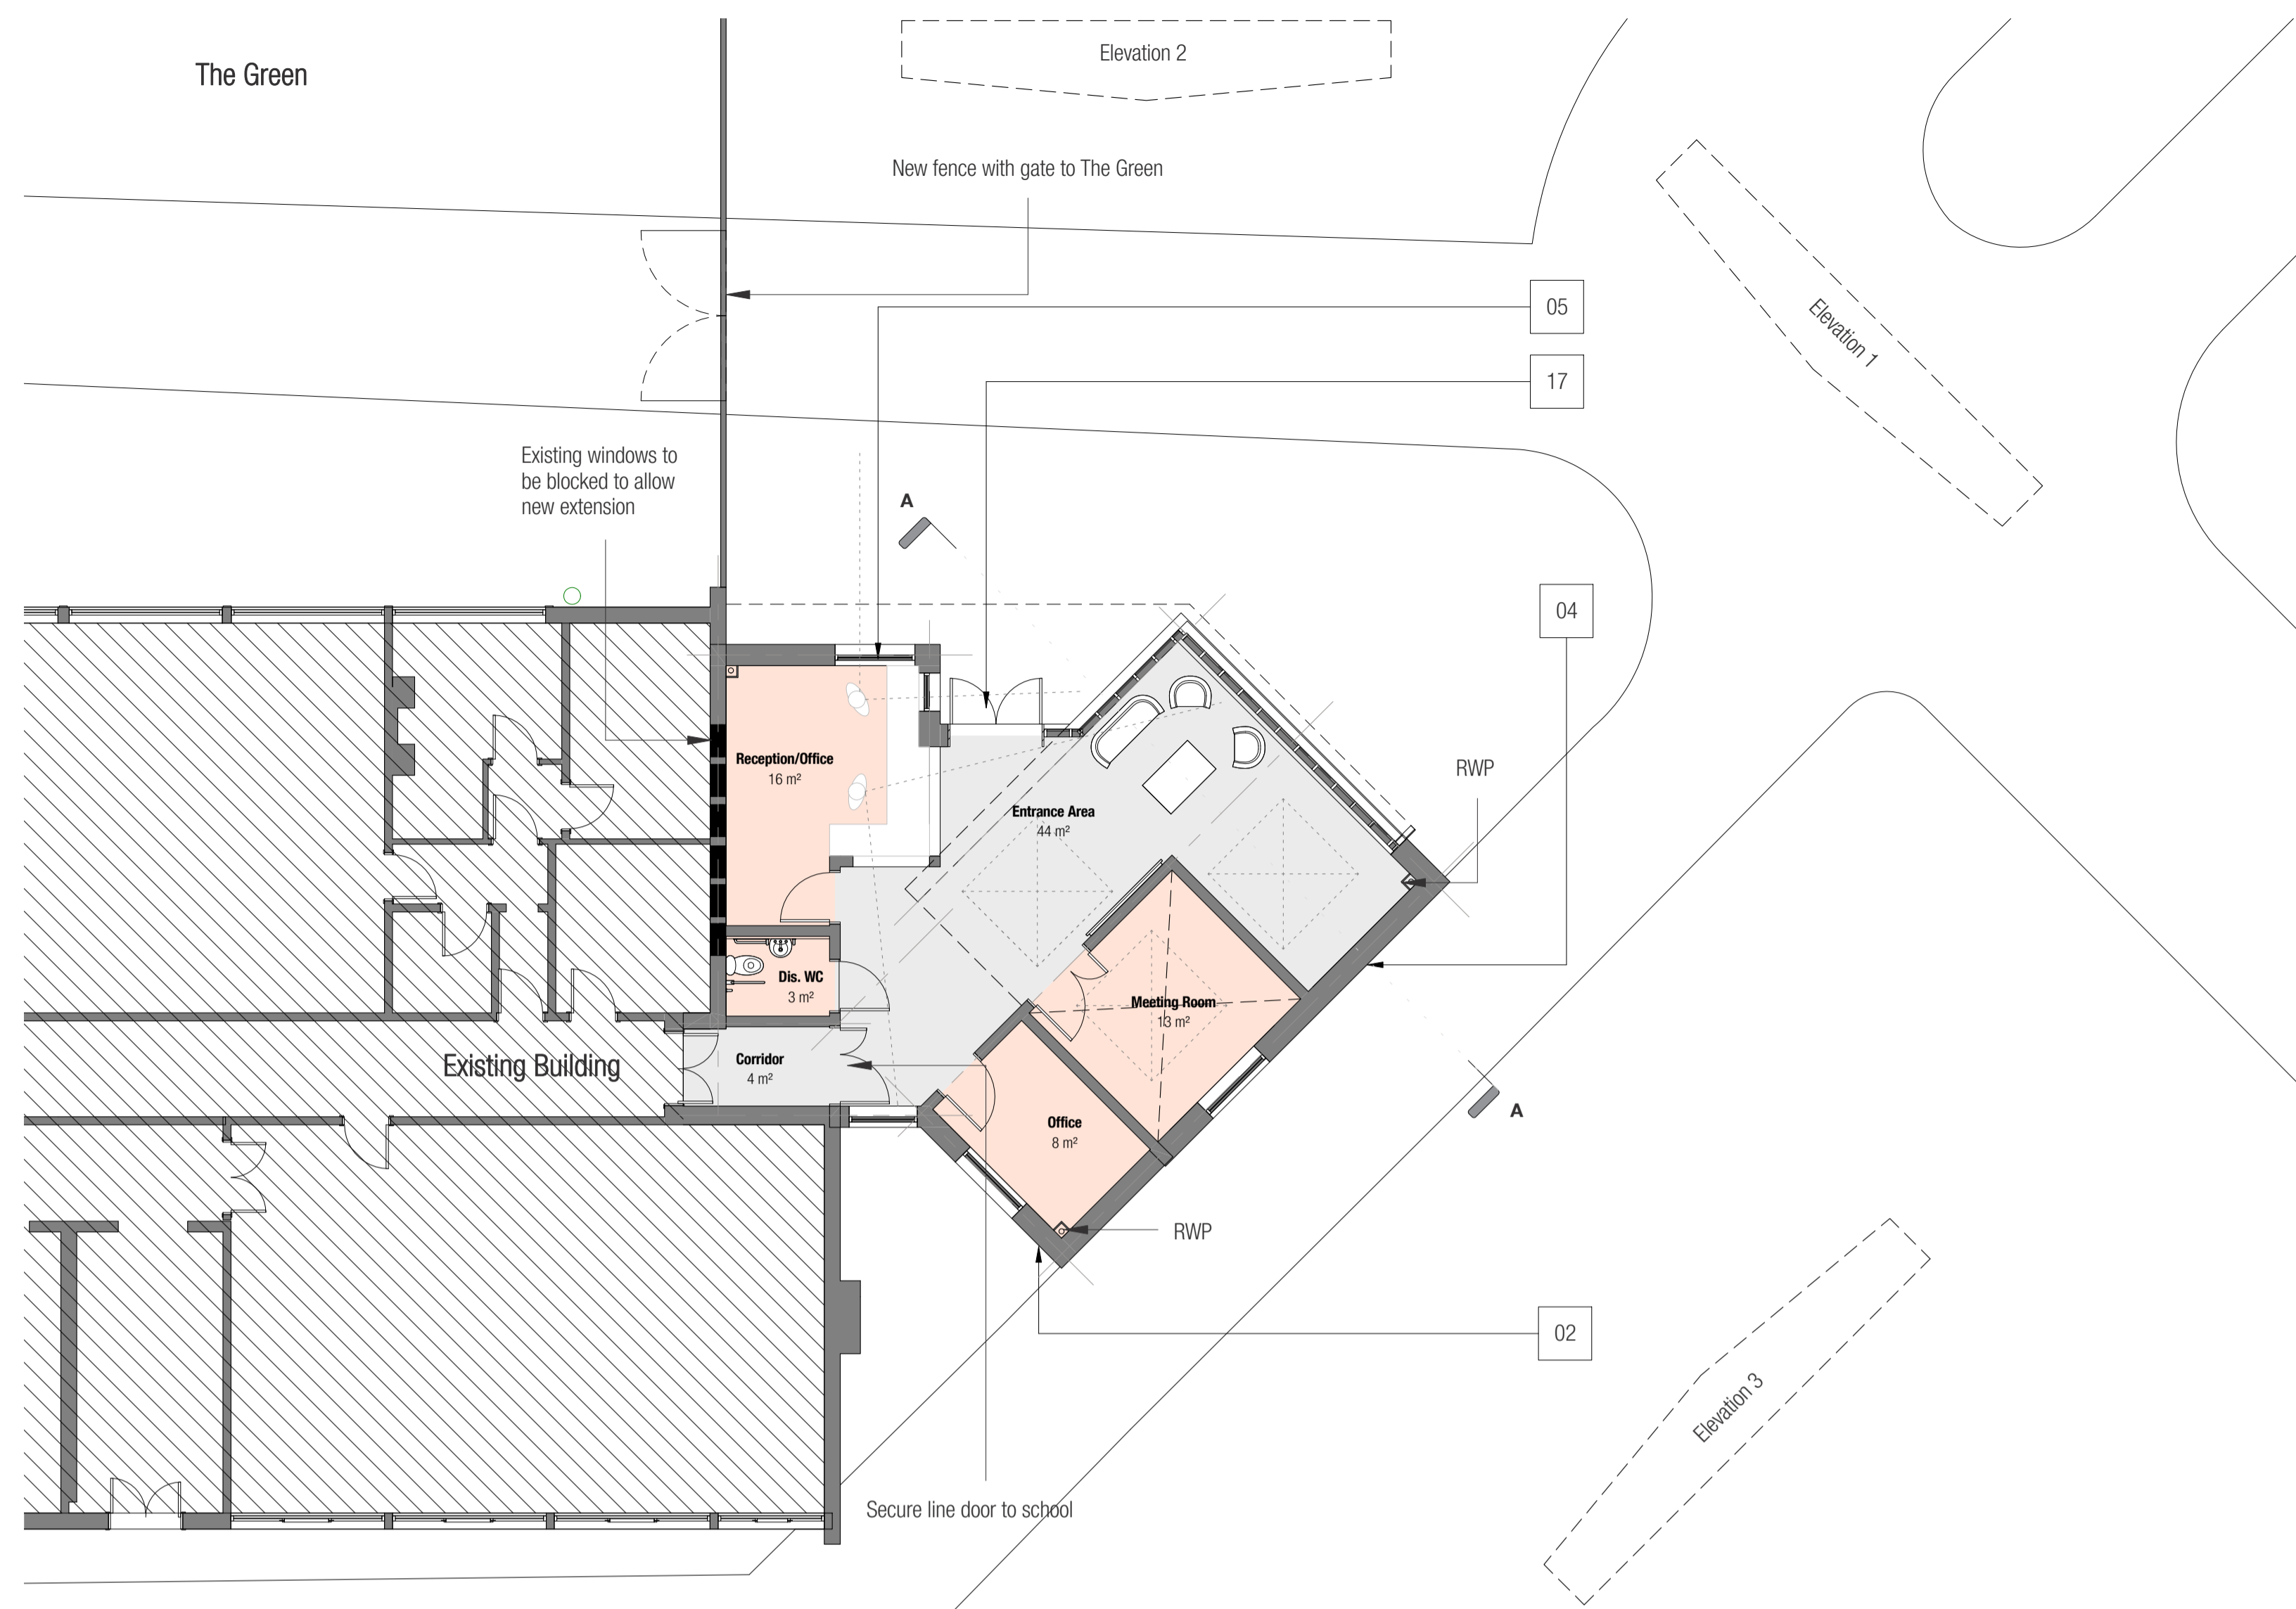 Elevation 2
The Green
New fence with gate to The Green
05
Elevation 1
17
Existing windows to
be blocked to allow
new extension
A
04
Reception/Office
16 m²
RWP
Entrance Area
44 m²
Dis. WC
3 m²
Meeting Room
13 m²
Existing Building
Corridor
4 m²
A
Office
8 m²
RWP
02
Elevation 3
Secure line door to school